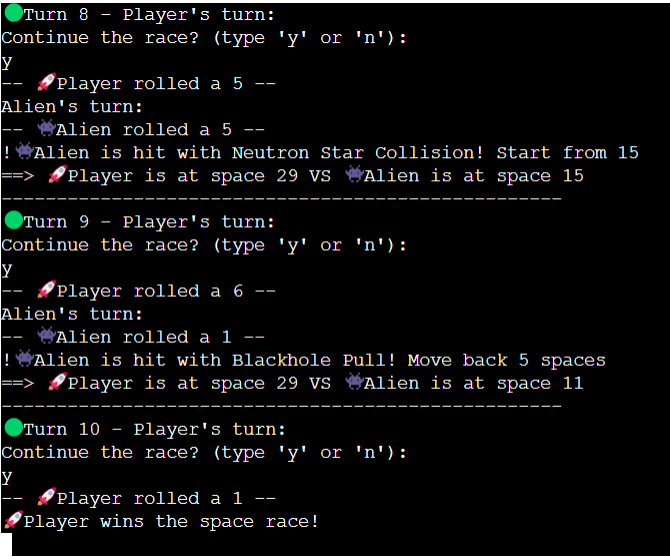 🟢Turn 8 - Player's turn:
Continue the race? (type 'y' or 'n'):
y
-- 🚀Player rolled a 5 --
Alien's turn:
-- 👾Alien rolled a 5 --
!👾Alien is hit with Neutron Star Collision! Start from 15
==> 🚀Player is at space 29 VS 👾Alien is at space 15
---------------------------------------------------
🟢Turn 9 - Player's turn:
Continue the race? (type 'y' or 'n'):
y
-- 🚀Player rolled a 6 --
Alien's turn:
-- 👾Alien rolled a 1 --
!👾Alien is hit with Blackhole Pull! Move back 5 spaces
==> 🚀Player is at space 29 VS 👾Alien is at space 11
---------------------------------------------------
🟢Turn 10 - Player's turn:
Continue the race? (type 'y' or 'n'):
y
-- 🚀Player rolled a 1 --
🚀Player wins the space race!